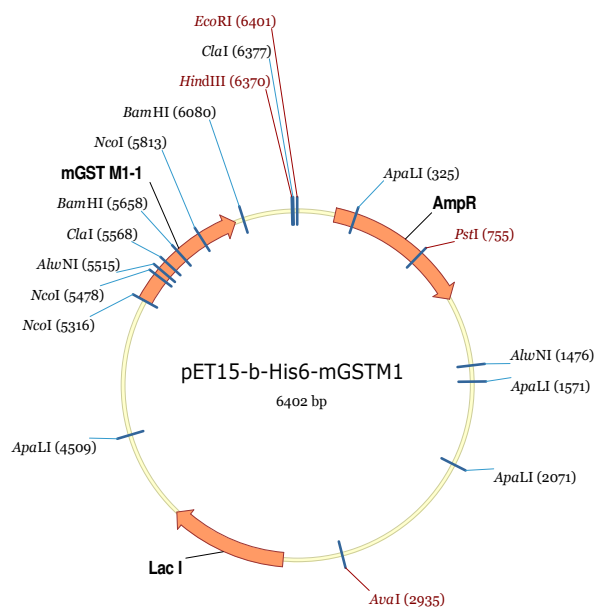 EcoRI (6401)
ClaI (6377)
HindIII (6370)
BamHI (6080)
NcoI (5813)
mGST M1-1
BamHI (5658)
ClaI (5568)
AlwNI (5515)
NcoI (5478)
NcoI (5316)
ApaLI (325)
AmpR
PstI (755)
pET15-b-His6-mGSTM1
6402 bp
AlwNI (1476)
ApaLI (1571)
ApaLI (4509)
ApaLI (2071)
Lac I
AvaI (2935)